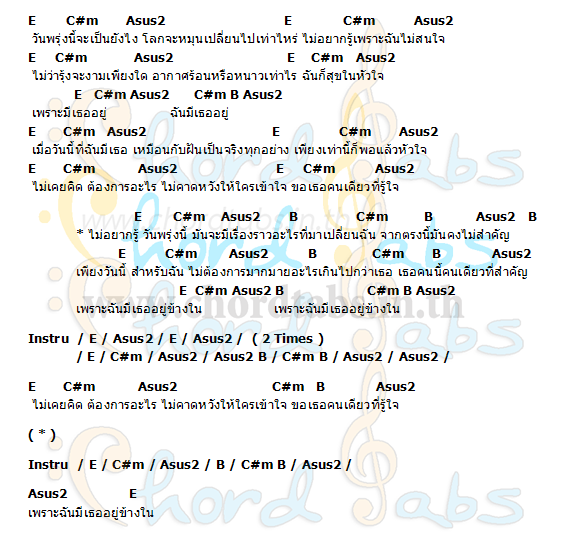 E C#m Asus2 E C#m Asus2
วันพรุ่งนี้จะเป็นยังไง โลกจะหมุนเปลี่ยนไปเท่าไหร่ ไม่อยากรู้เพราะฉันไม่สนใจ
E C#m Asus2 E C#m Asus2
ไม่ว่ารุ้งจะงามเพียงใด อากาศร้อนหรือหนาวเท่าไร ฉันก็สุขในหัวใจ
E C#m Asus2 C#m B Asus2
เพราะมีเธออยู่ ฉันมีเธออยู่
E C#m Asus2 E C#m Asus2
เมื่อวันนี้ที่ฉันมีเธอ เหมือนกับฝันเป็นจริงทุกอย่าง เพียงเท่านี้ก็พอแล้วหัวใจ
E C#m Asus2 E C#m Asus2
ไม่เคยคิด ต้องการอะไร ไม่คาดหวังให้ใครเข้าใจ ขอเธอคนเดียวที่รู้ใจ
E C#m Asus2 B C#m B Asus2 B
* ไม่อยากรู้ วันพรุ่งนี้ มันจะมีเรื่องราวอะไรที่มาเปลี่ยนฉัน จากตรงนี้มันคงไม่สำคัญ
E C#m Asus2 B C#m B Asus2
เพียงวันนี้ สำหรับฉัน ไม่ต้องการมากมายอะไรเกินไปกว่าเธอ เธอคนนี้คนเดียวที่สำคัญ
E C#m Asus2 B C#m B Asus2
เพราะฉันมีเธออยู่ข้างใน เพราะฉันมีเธออยู่ข้างใน
Instru / E / Asus2 / E / Asus2 / ( 2 Times )
/ E / C#m / Asus2 / Asus2 B / C#m B / Asus2 / Asus2 /
E C#m Asus2 C#m B Asus2
ไม่เคยคิด ต้องการอะไร ไม่คาดหวังให้ใครเข้าใจ ขอเธอคนเดียวที่รู้ใจ
( * )
Instru / E / C#m / Asus2 / B / C#m B / Asus2 /
Asus2 E
เพราะฉันมีเธออยู่ข้างใน
Chord Tabs
www.chordtabs.in.th